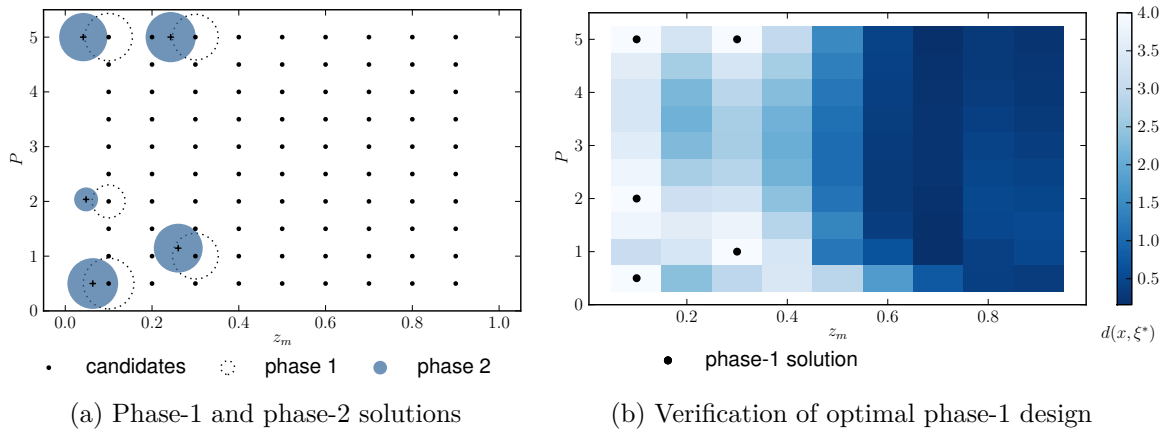 5
4
3
2
1
0
P
0.0 0.2 0.4 0.6 0.8 1.0
z_m
candidates phase 1 phase 2
(a) Phase-1 and phase-2 solutions
5
4
3
2
1
0
P
0.2 0.4 0.6 0.8
z_m
phase-1 solution
4.0
3.5
3.0
2.5
2.0
1.5
1.0
0.5
d(x, ξ*)
(b) Verification of optimal phase-1 design